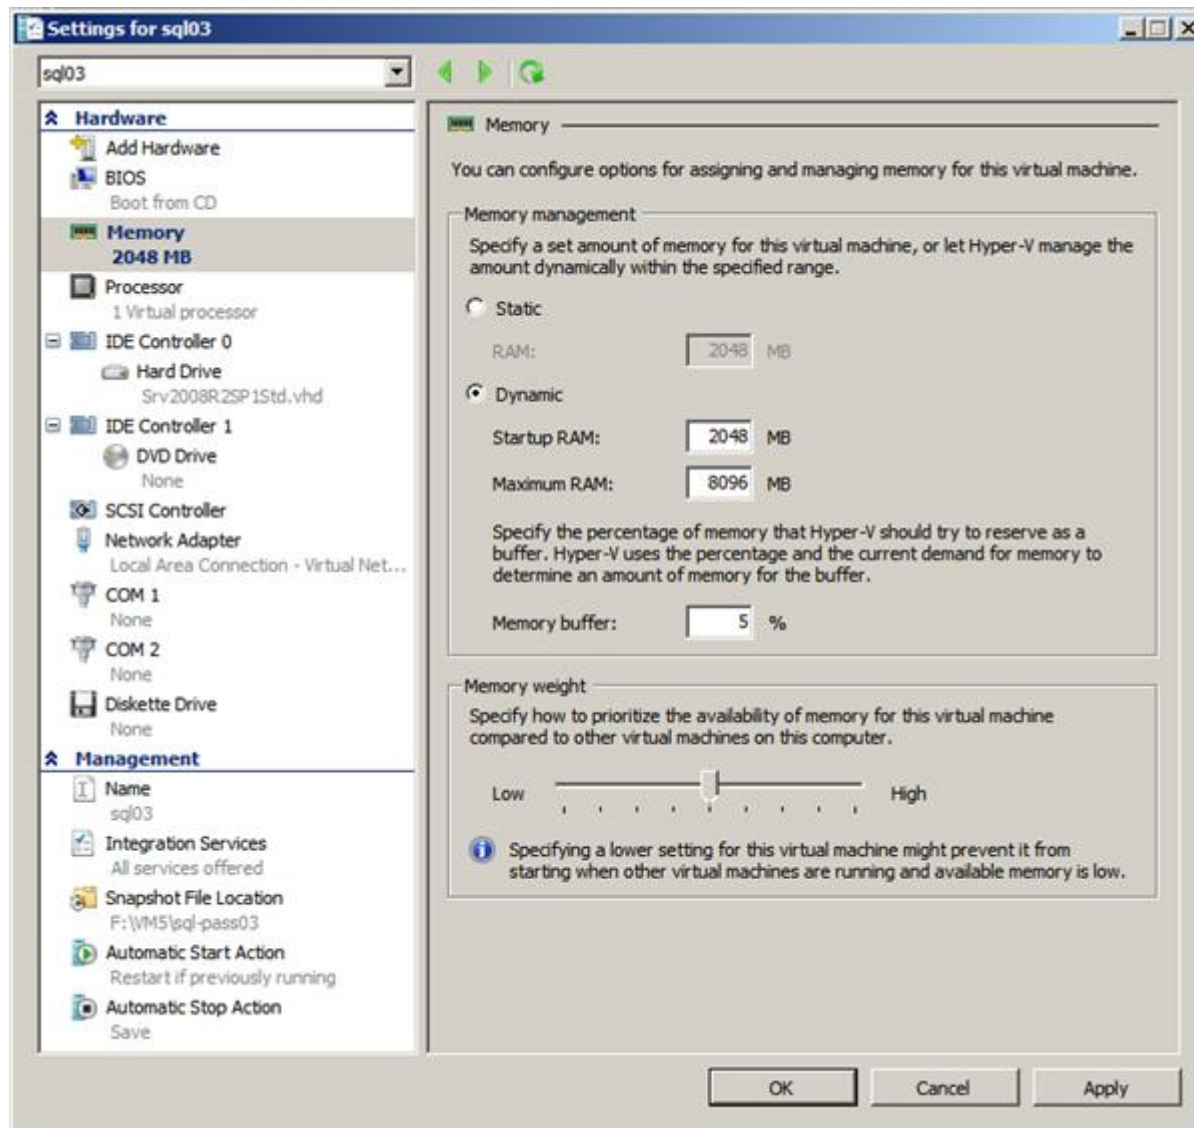 Settings for sql03
sql03
Hardware
Add Hardware
BIOS
Boot from CD
Memory
2048 MB
Processor
1 Virtual processor
IDE Controller 0
Hard Drive
Srv2008R2SP1Std.vhd
IDE Controller 1
DVD Drive
None
SCSI Controller
Network Adapter
Local Area Connection - Virtual Net...
COM 1
None
COM 2
None
Diskette Drive
None
Management
Name
sql03
Integration Services
All services offered
Snapshot File Location
F:\VM5\sql-pass03
Automatic Start Action
Restart if previously running
Automatic Stop Action
Save
Memory
You can configure options for assigning and managing memory for this virtual machine.
Memory management
Specify a set amount of memory for this virtual machine, or let Hyper-V manage the
amount dynamically within the specified range.
Static
RAM: 2048 MB
Dynamic
Startup RAM: 2048 MB
Maximum RAM: 8096 MB
Specify the percentage of memory that Hyper-V should try to reserve as a
buffer. Hyper-V uses the percentage and the current demand for memory to
determine an amount of memory for the buffer.
Memory buffer: 5 %
Memory weight
Specify how to prioritize the availability of memory for this virtual machine
compared to other virtual machines on this computer.
Low High
Specifying a lower setting for this virtual machine might prevent it from
starting when other virtual machines are running and available memory is low.
OK Cancel Apply